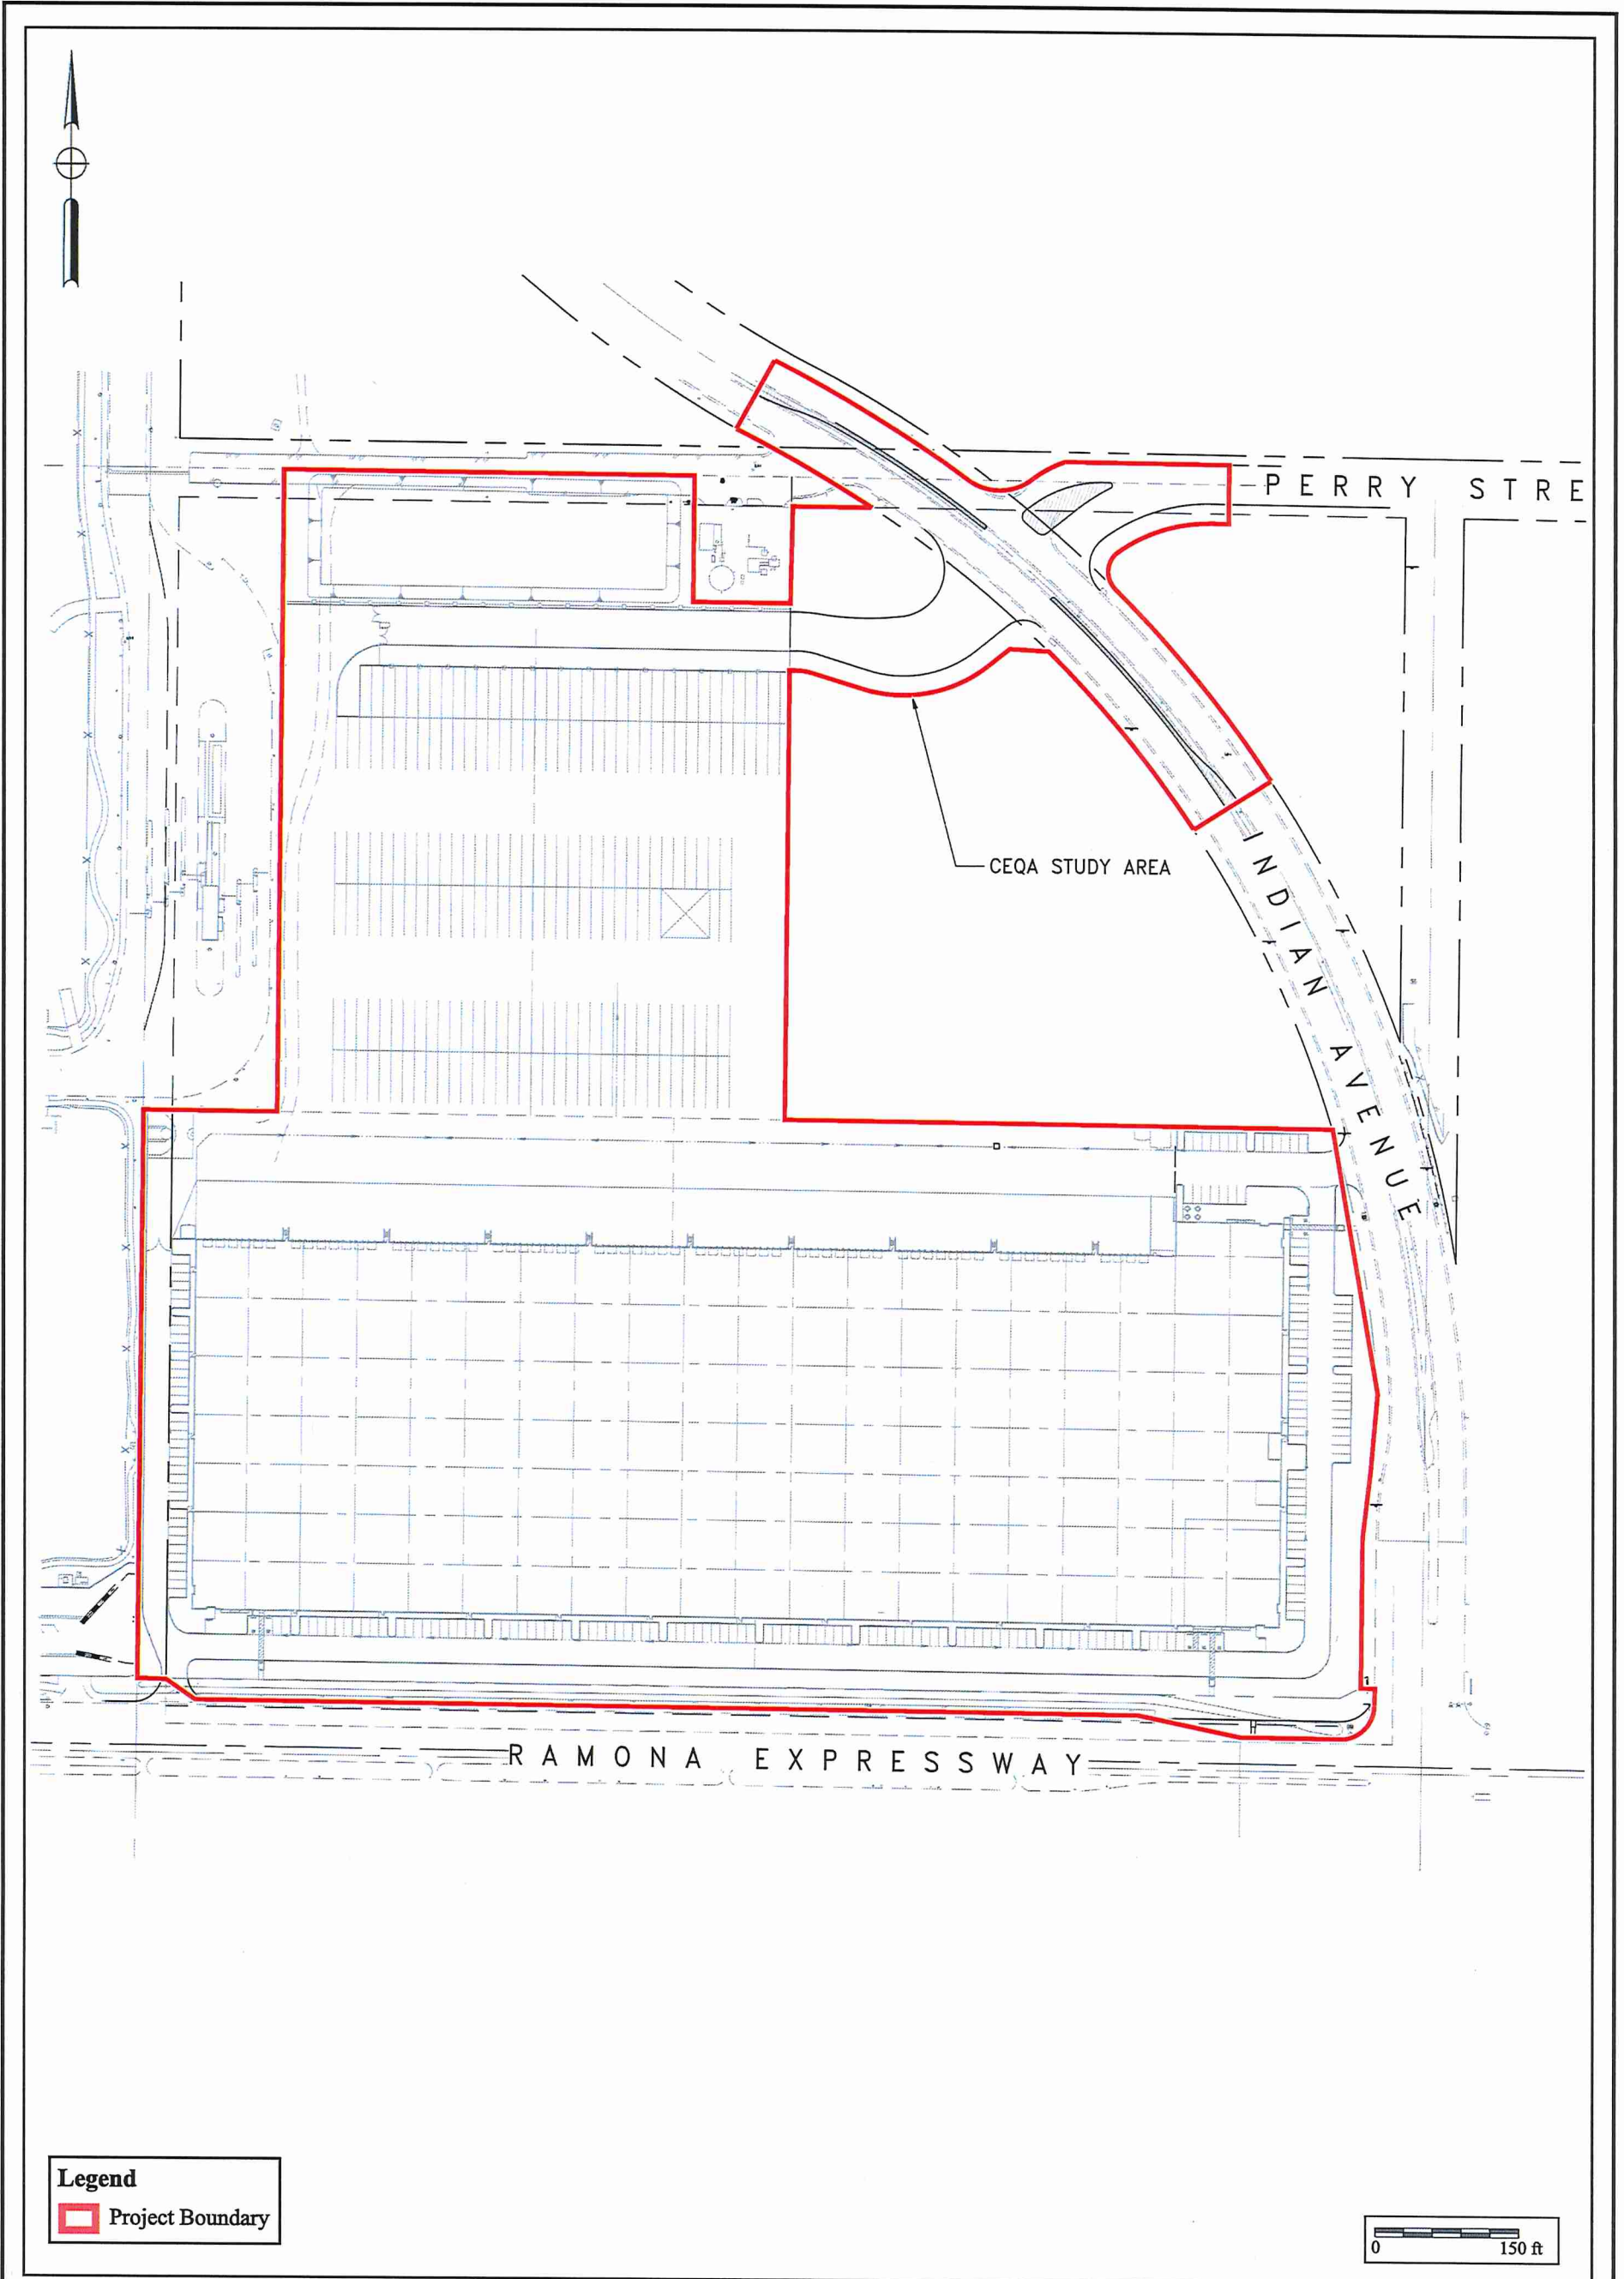 PERRY STRE
CEQA STUDY AREA
INDIAN AVENUE
RAMONA EXPRESSWAY
Legend
Project Boundary
0 150 ft